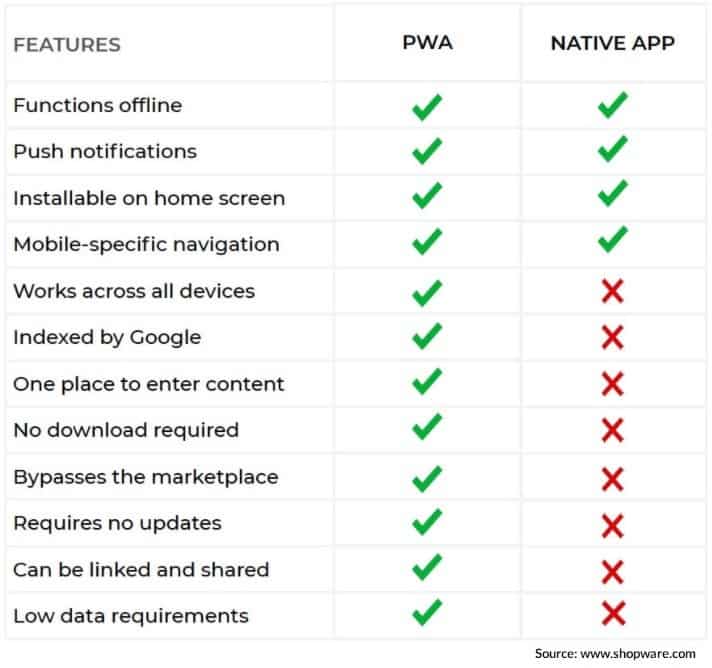 FEATURES PWA NATIVE APP
Functions offline
Push notifications
Installable on home screen
Mobile-specific navigation
Works across all devices
Indexed by Google
One place to enter content
No download required
Bypasses the marketplace
Requires no updates
Can be linked and shared
Low data requirements
Source: www.shopware.com